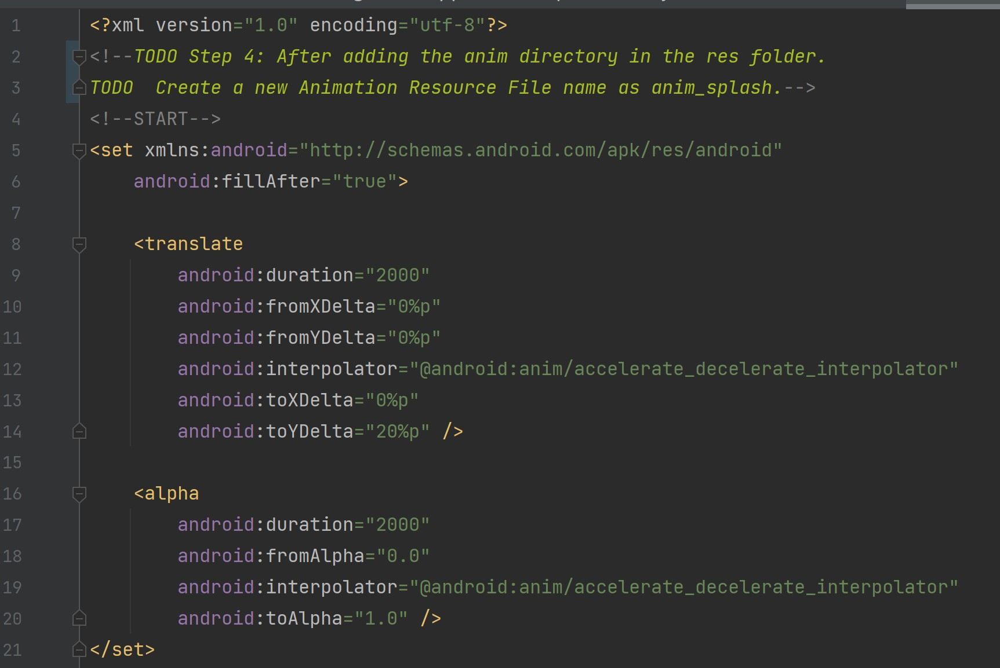 1 <?xml version="1.0" encoding="utf-8"?>
2 <!--TODO Step 4: After adding the anim directory in the res folder.
3 TODO  Create a new Animation Resource File name as anim_splash.-->
4 <!--START-->
5 <set xmlns:android="http://schemas.android.com/apk/res/android"
6     android:fillAfter="true">
7
8     <translate
9         android:duration="2000"
10         android:fromXDelta="0%p"
11         android:fromYDelta="0%p"
12         android:interpolator="@android:anim/accelerate_decelerate_interpolator"
13         android:toXDelta="0%p"
14         android:toYDelta="20%p" />
15
16     <alpha
17         android:duration="2000"
18         android:fromAlpha="0.0"
19         android:interpolator="@android:anim/accelerate_decelerate_interpolator"
20         android:toAlpha="1.0" />
21 </set>